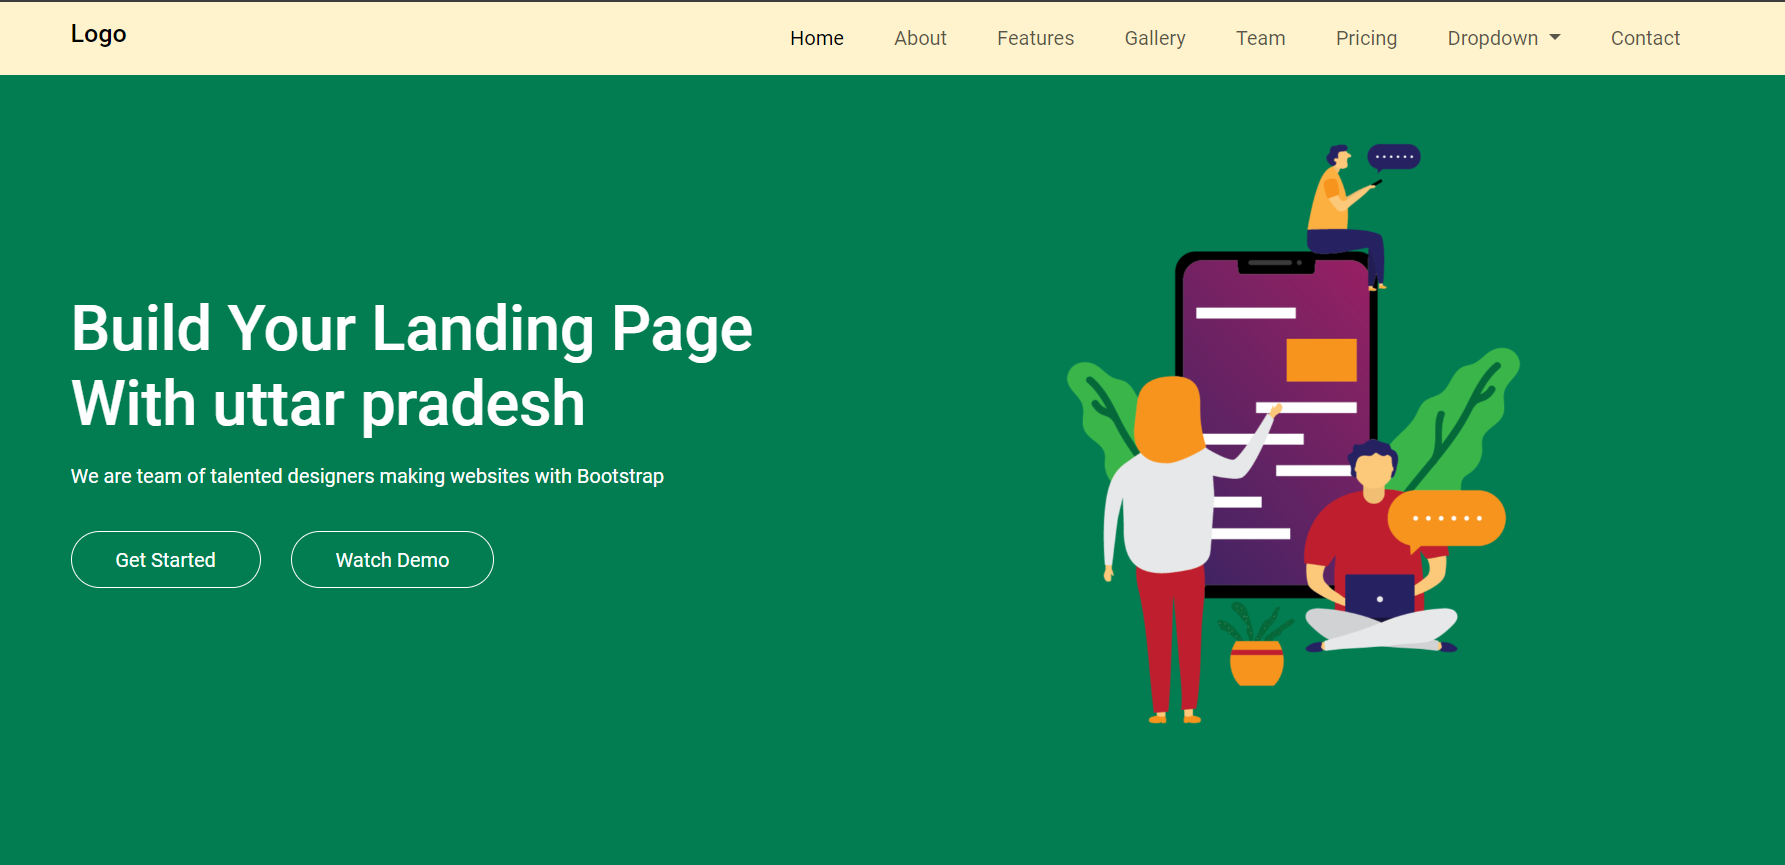 Logo
Home About Features Gallery Team Pricing Dropdown Contact
Build Your Landing Page
With uttar pradesh
We are team of talented designers making websites with Bootstrap
Get Started Watch Demo